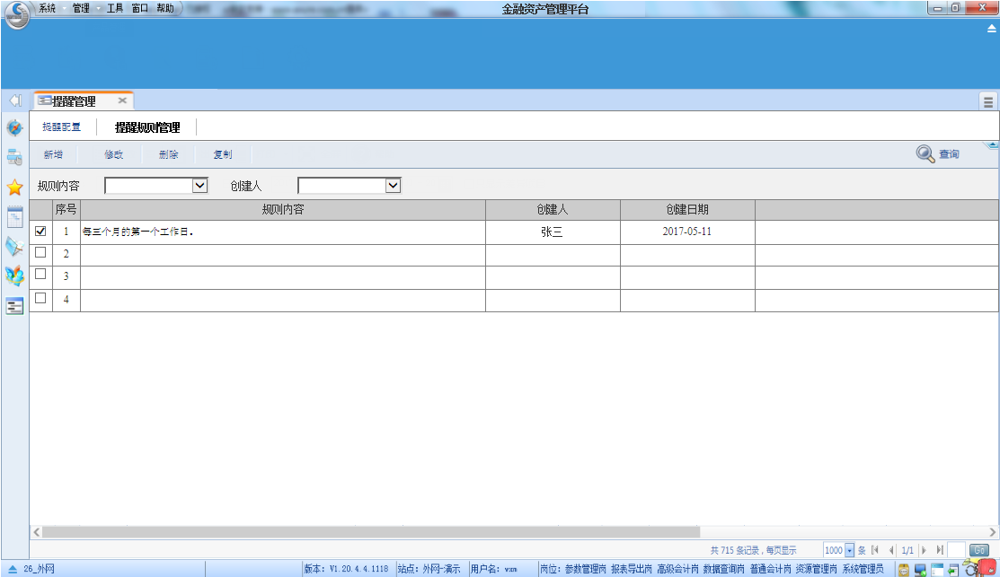 系统 管理 工具 窗口 帮助 金融资产管理平台
提醒管理
提醒配置 提醒规则管理
新增 修改 删除 复制 查询
规则内容 创建人
序号 规则内容 创建人 创建日期
1 每三个月的第一个工作日. 张三 2017-05-11
2
3
4
共 715 条记录，每页显示 1000 条 1/1 Go
26_外网 版本: V1.20.4.4.1118 站点: 外网-演示 用户名: wxm 岗位: 参数管理岗 报表导出岗 高级会计岗 数据查询岗 普通会计岗 资源管理岗 系统管理员